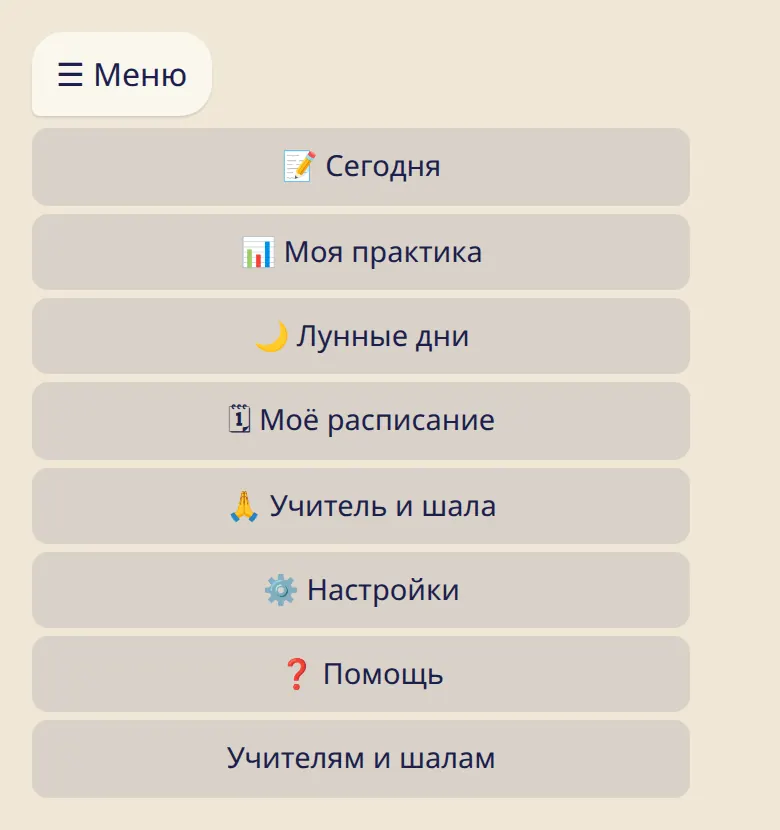 ☰ Меню
📝 Сегодня
📊 Моя практика
🌙 Лунные дни
🗓 Моё расписание
🙏 Учитель и шала
⚙️ Настройки
❓ Помощь
Учителям и шалам